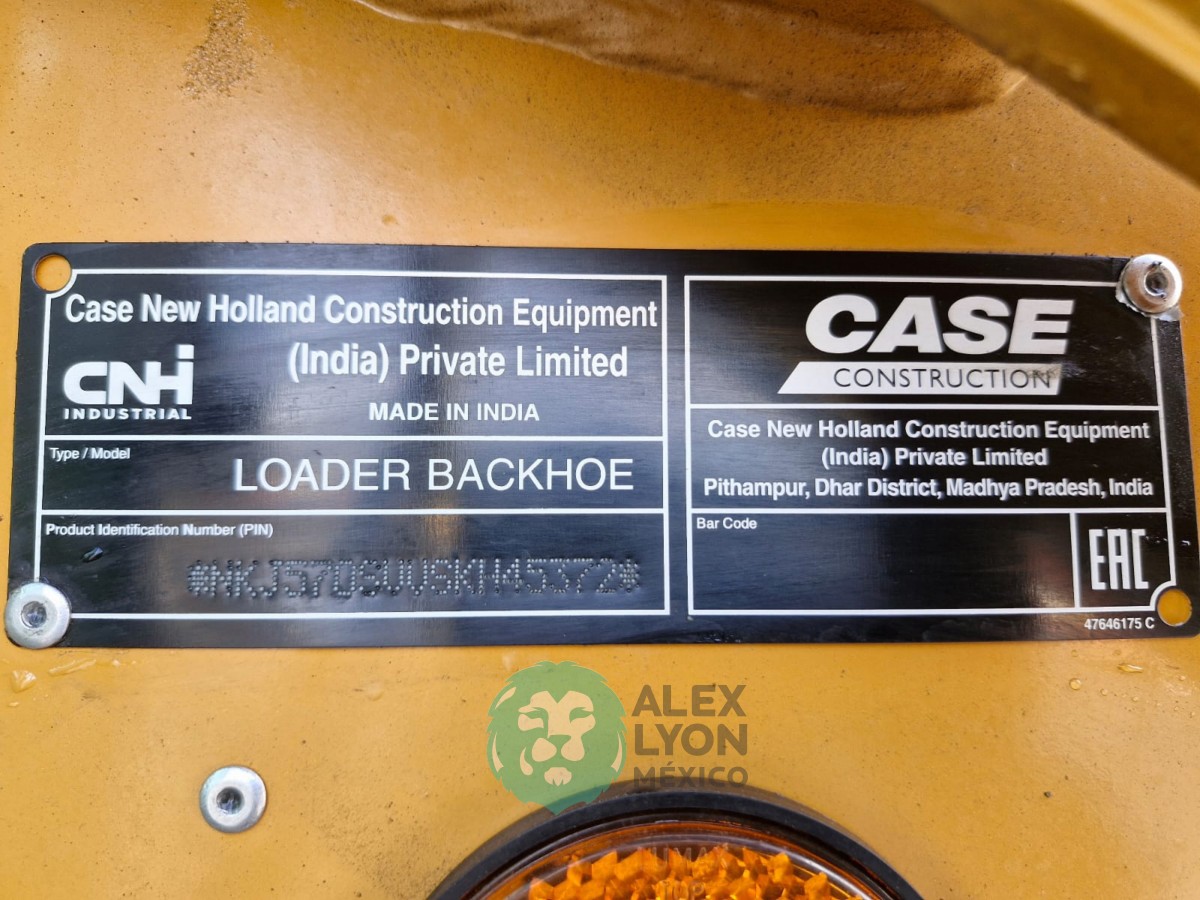 Case New Holland Construction Equipment
(India) Private Limited
CNH
INDUSTRIAL
MADE IN INDIA
Type / Model
LOADER BACKHOE
Product Identification Number (PIN)
CASE
CONSTRUCTION
Case New Holland Construction Equipment
(India) Private Limited
Pithampur, Dhar District, Madhya Pradesh, India
Bar Code
EAC
47646175 C
ALEX
LYON
MÉXICO